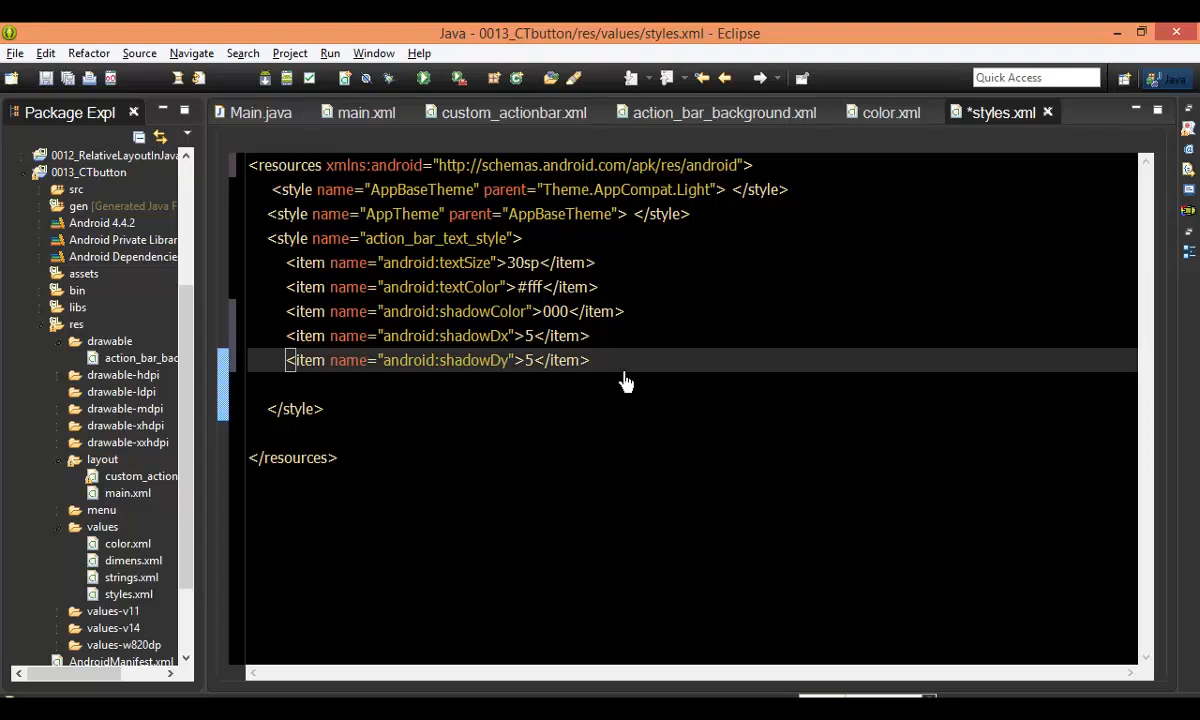 Java - 0013_CTbutton/res/values/styles.xml - Eclipse
File Edit Refactor Source Navigate Search Project Run Window Help
Quick Access
Java
Package Expl
Main.java
main.xml
custom_actionbar.xml
action_bar_background.xml
color.xml
*styles.xml
0012_RelativeLayoutInJava
0013_CTbutton
src
gen [Generated Java F
Android 4.4.2
Android Private Librar
Android Dependencie
assets
bin
libs
res
drawable
action_bar_bac
drawable-hdpi
drawable-ldpi
drawable-mdpi
drawable-xhdpi
drawable-xxhdpi
layout
custom_action
main.xml
menu
values
color.xml
dimens.xml
strings.xml
styles.xml
values-v11
values-v14
values-w820dp
AndroidManifest.xml
<resources xmlns:android="http://schemas.android.com/apk/res/android">
<style name="AppBaseTheme" parent="Theme.AppCompat.Light"> </style>
<style name="AppTheme" parent="AppBaseTheme"> </style>
<style name="action_bar_text_style">
<item name="android:textSize">30sp</item>
<item name="android:textColor">#fff</item>
<item name="android:shadowColor">000</item>
<item name="android:shadowDx">5</item>
<item name="android:shadowDy">5</item>
</style>
</resources>